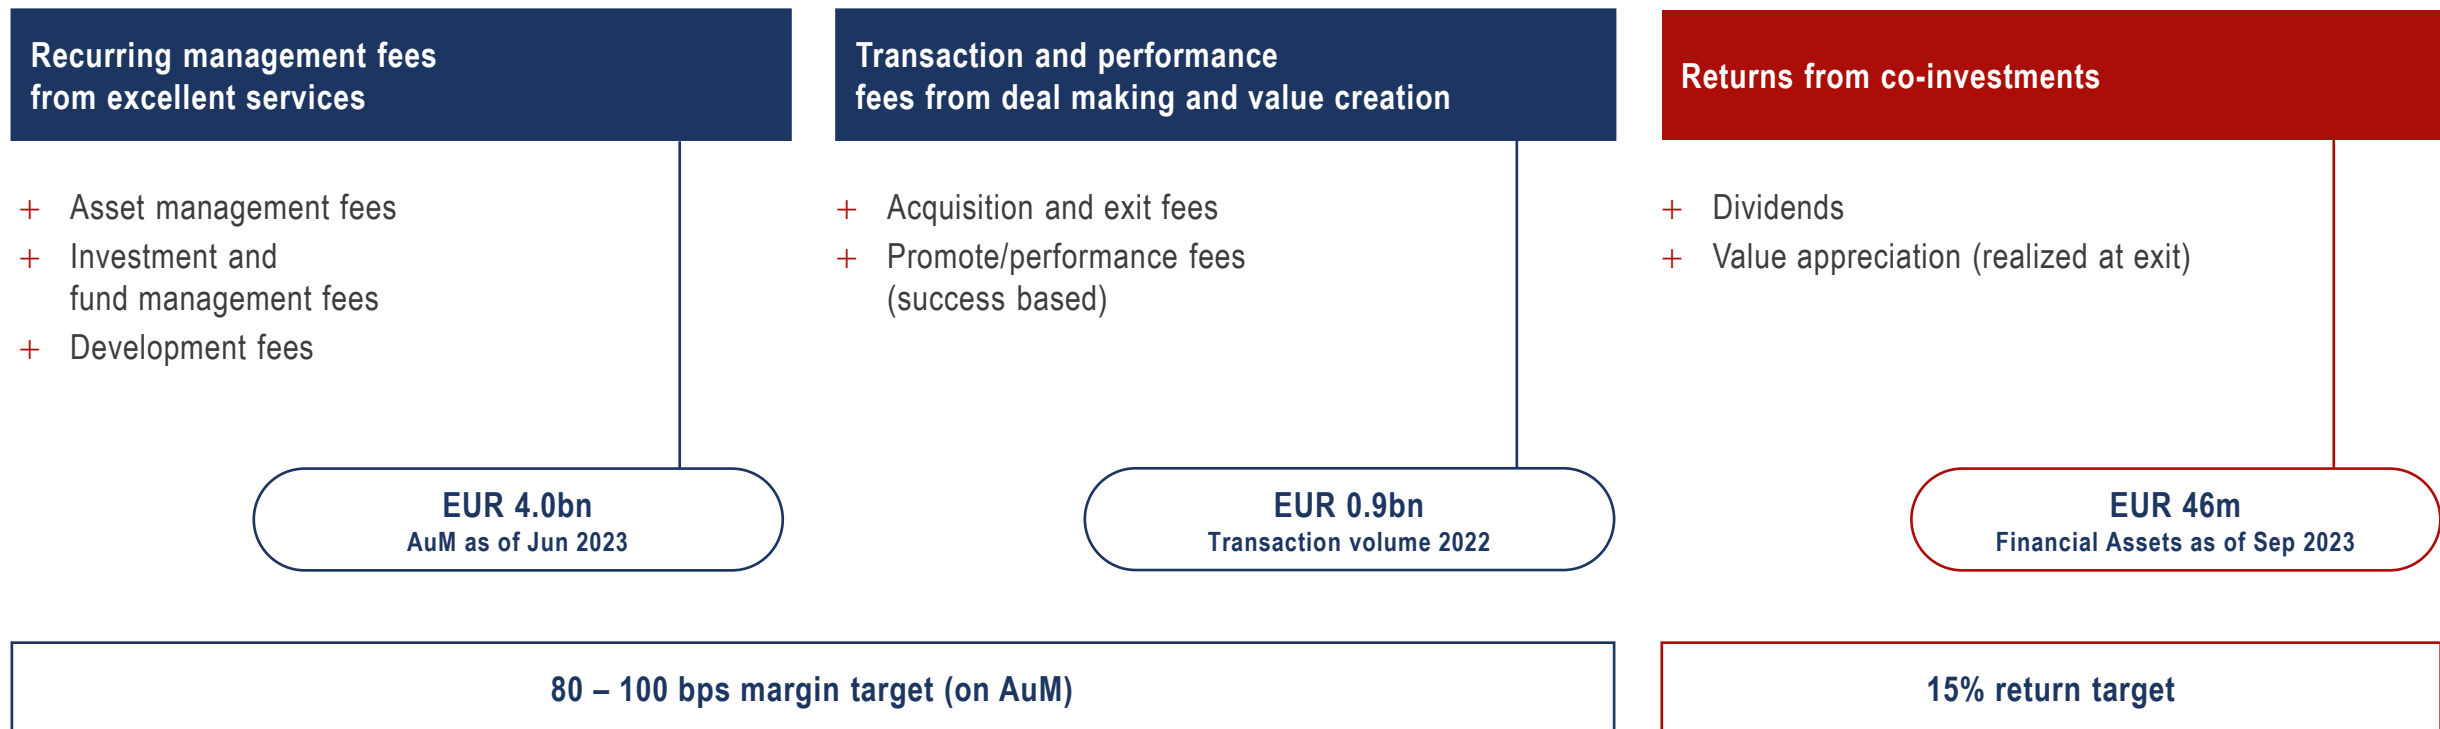 Recurring management fees
from excellent services
+ Asset management fees
+ Investment and
fund management fees
+ Development fees
EUR 4.0bn
AuM as of Jun 2023
Transaction and performance
fees from deal making and value creation
+ Acquisition and exit fees
+ Promote/performance fees
(success based)
EUR 0.9bn
Transaction volume 2022
80 – 100 bps margin target (on AuM)
Returns from co-investments
+ Dividends
+ Value appreciation (realized at exit)
EUR 46m
Financial Assets as of Sep 2023
15% return target